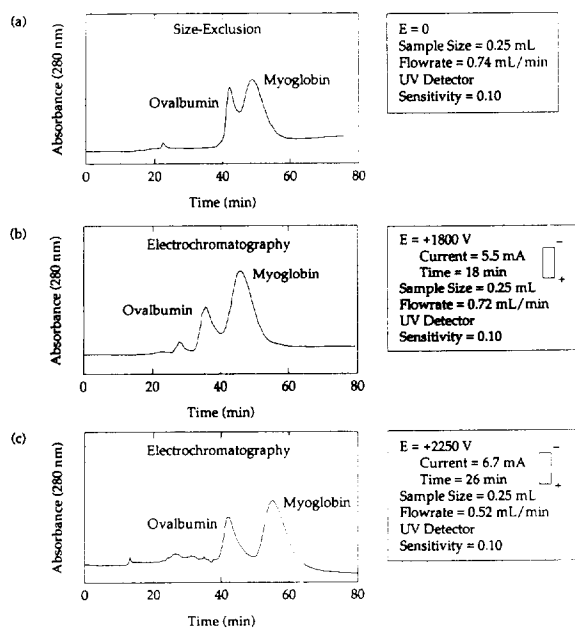 (a)
Size-Exclusion
Absorbance (280 nm)
Ovalbumin
Myoglobin
0 20 40 60 80
Time (min)
E = 0
Sample Size = 0.25 mL
Flowrate = 0.74 mL/min
UV Detector
Sensitivity = 0.10
(b)
Electrochromatography
Absorbance (280 nm)
Ovalbumin
Myoglobin
0 20 40 60 80
Time (min)
E = +1800 V
Current = 5.5 mA
Time = 18 min
Sample Size = 0.25 mL
Flowrate = 0.72 mL/min
UV Detector
Sensitivity = 0.10
−
+
(c)
Electrochromatography
Absorbance (280 nm)
Ovalbumin
Myoglobin
0 20 40 60 80
Time (min)
E = +2250 V
Current = 6.7 mA
Time = 26 min
Sample Size = 0.25 mL
Flowrate = 0.52 mL/min
UV Detector
Sensitivity = 0.10
−
+